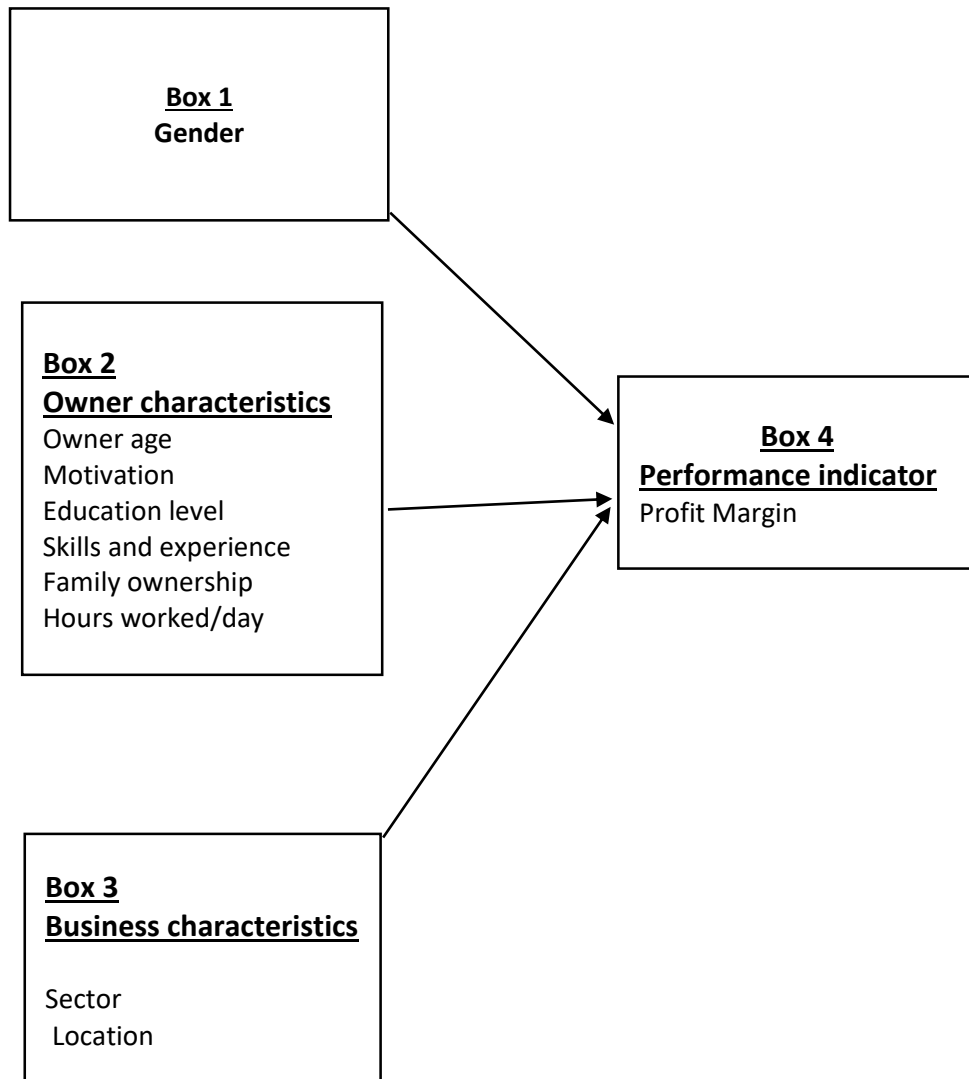 Box 1
Gender
Box 2
Owner characteristics
Owner age
Motivation
Education level
Skills and experience
Family ownership
Hours worked/day
Box 4
Performance indicator
Profit Margin
Box 3
Business characteristics
Sector
Location